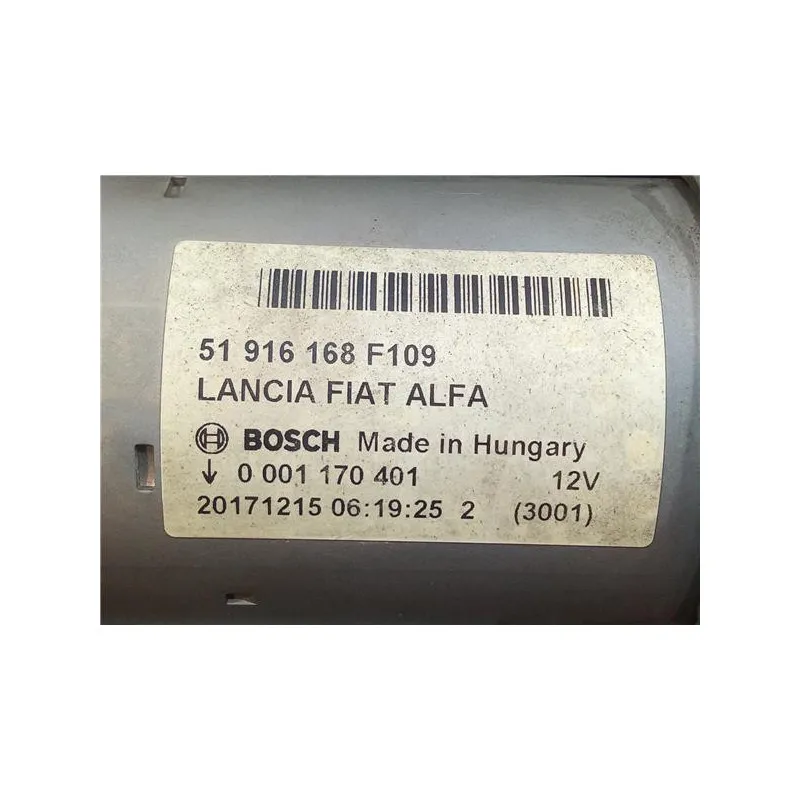 51 916 168 F109
LANCIA FIAT ALFA
BOSCH Made in Hungary
↓ 0 001 170 401 12V
20171215 06:19:25 2 (3001)